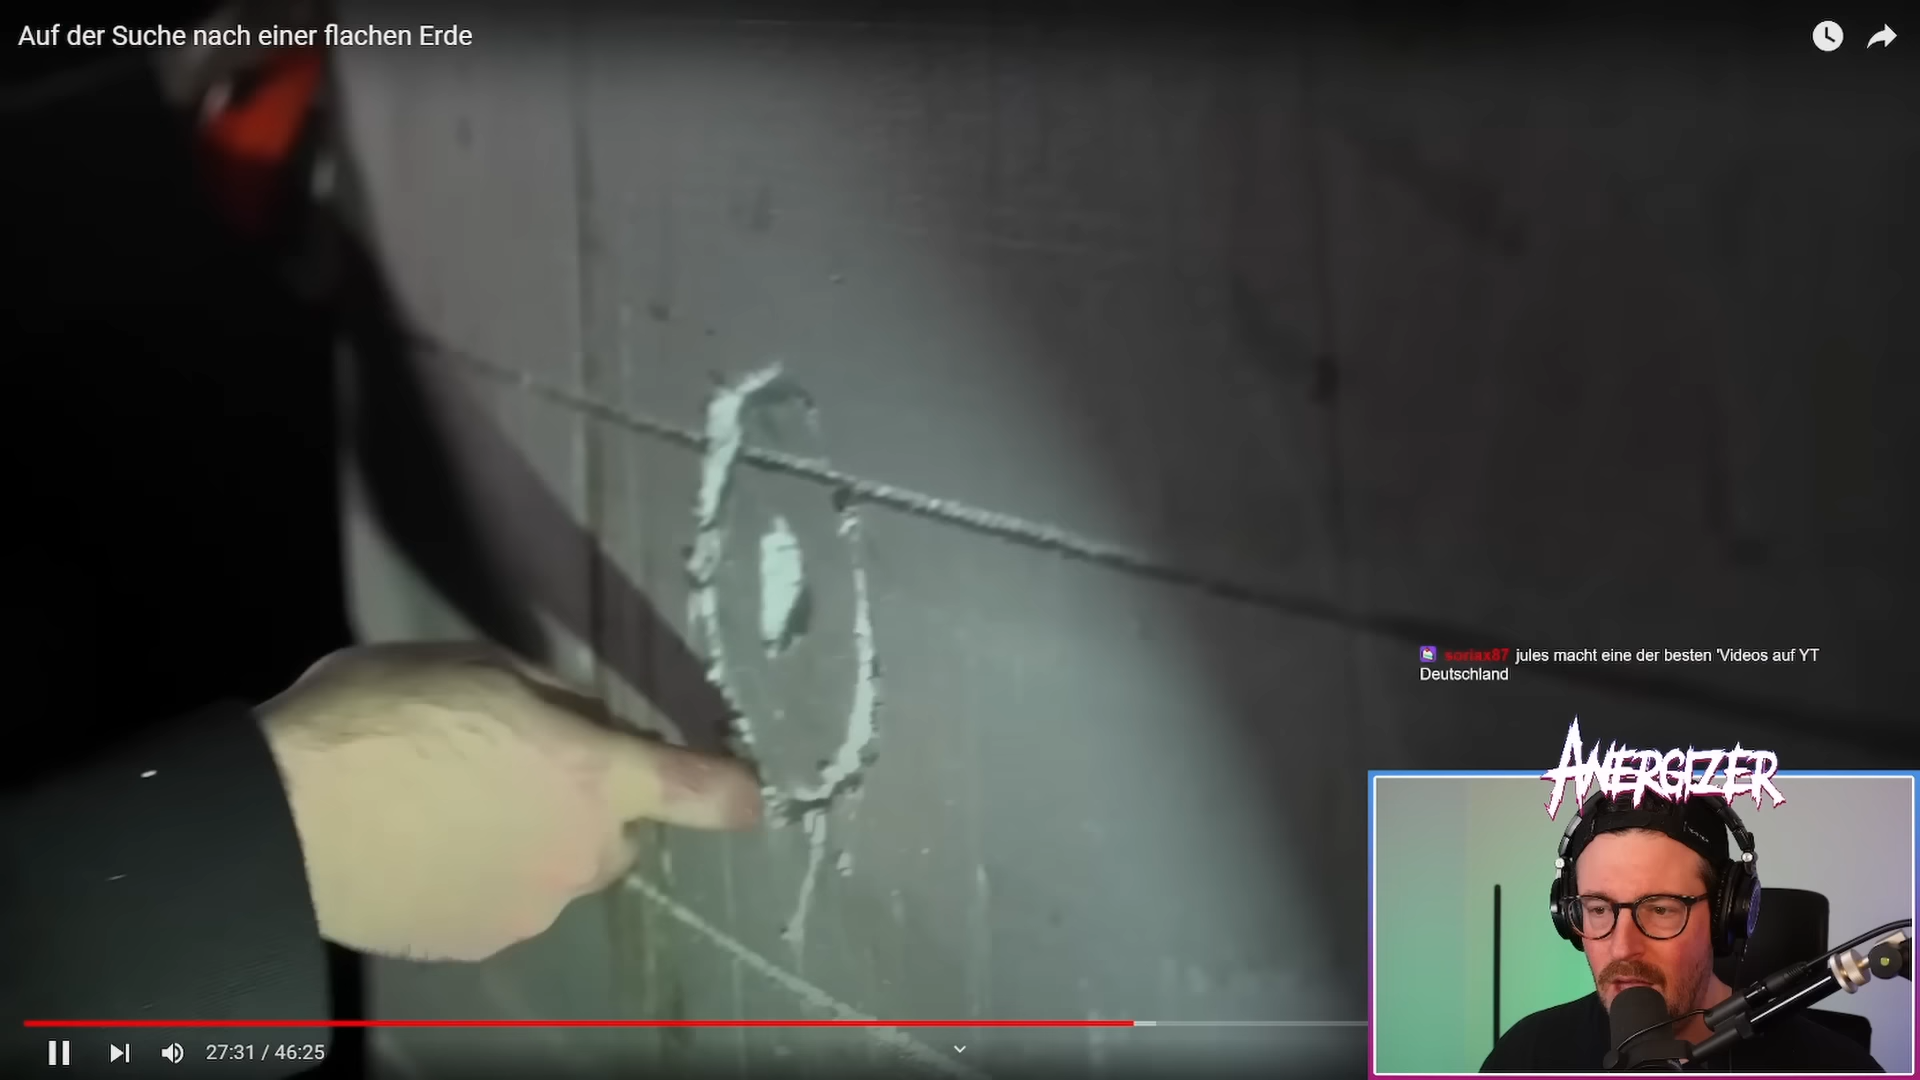 Auf der Suche nach einer flachen Erde
soriax87 jules macht eine der besten 'Videos auf YT
Deutschland
ANERGIZER
27:31 / 46:25